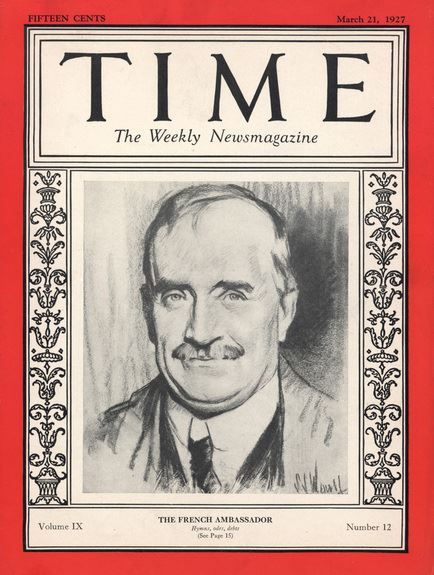 FIFTEEN CENTS
March 21, 1927
TIME
The Weekly Newsmagazine
Volume IX
THE FRENCH AMBASSADOR
Hymns, odes, debts
(See Page 15)
Number 12